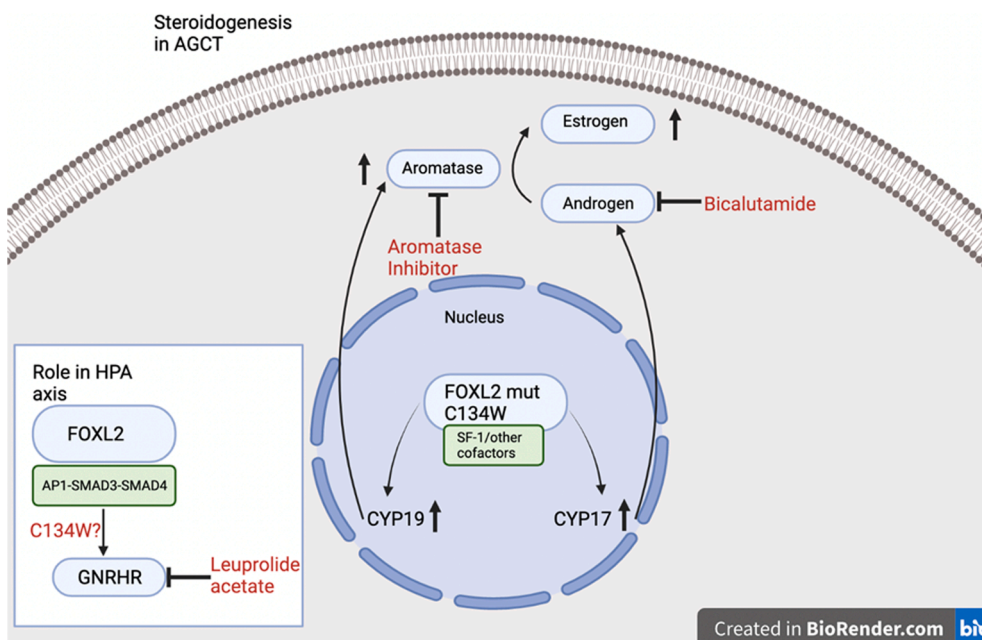 Steroidogenesis
in AGCT
Estrogen
Aromatase
Androgen
Bicalutamide
Aromatase
Inhibitor
Nucleus
FOXL2 mut
C134W
SF-1/other
cofactors
CYP19
CYP17
Role in HPA
axis
FOXL2
AP1-SMAD3-SMAD4
C134W?
GNRHR
Leuprolide
acetate
Created in BioRender.com